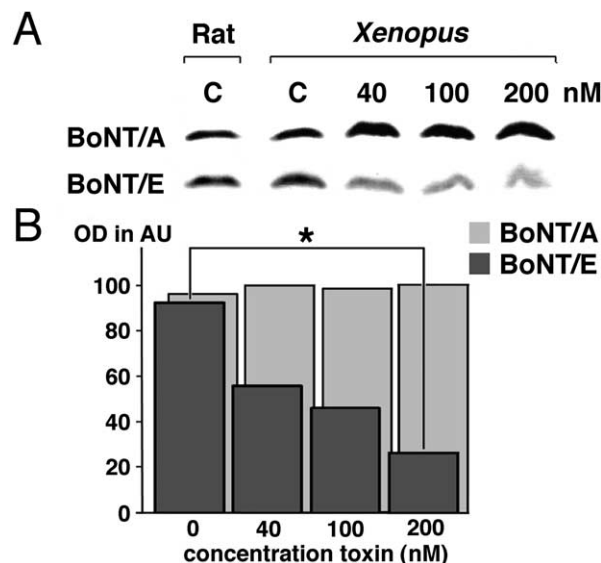 A
Rat Xenopus
C C 40 100 200 nM
BoNT/A
BoNT/E
B
OD in AU
*
BoNT/A
BoNT/E
100
80
60
40
20
0
0 40 100 200
concentration toxin (nM)